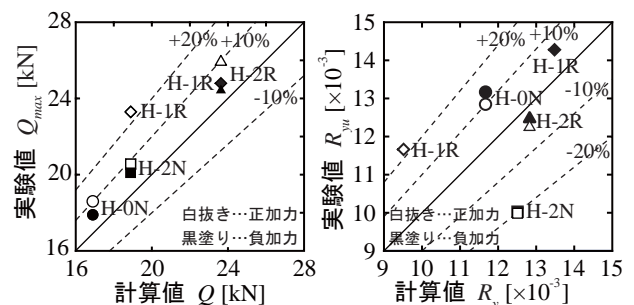 28
24
20
16
16
20
24
28
実験値 Qmax [kN]
計算値 Q [kN]
+20%
+10%
-10%
H-1R
H-2R
H-1R
H-2N
H-0N
白抜き…正加力
黒塗り…負加力
15
14
13
12
11
10
9
9
10
11
12
13
14
15
実験値 Ryu [×10⁻³]
計算値 Ry [×10⁻³]
+20%
+10%
-10%
-20%
H-1R
H-0N
H-2R
H-1R
H-2N
白抜き…正加力
黒塗り…負加力